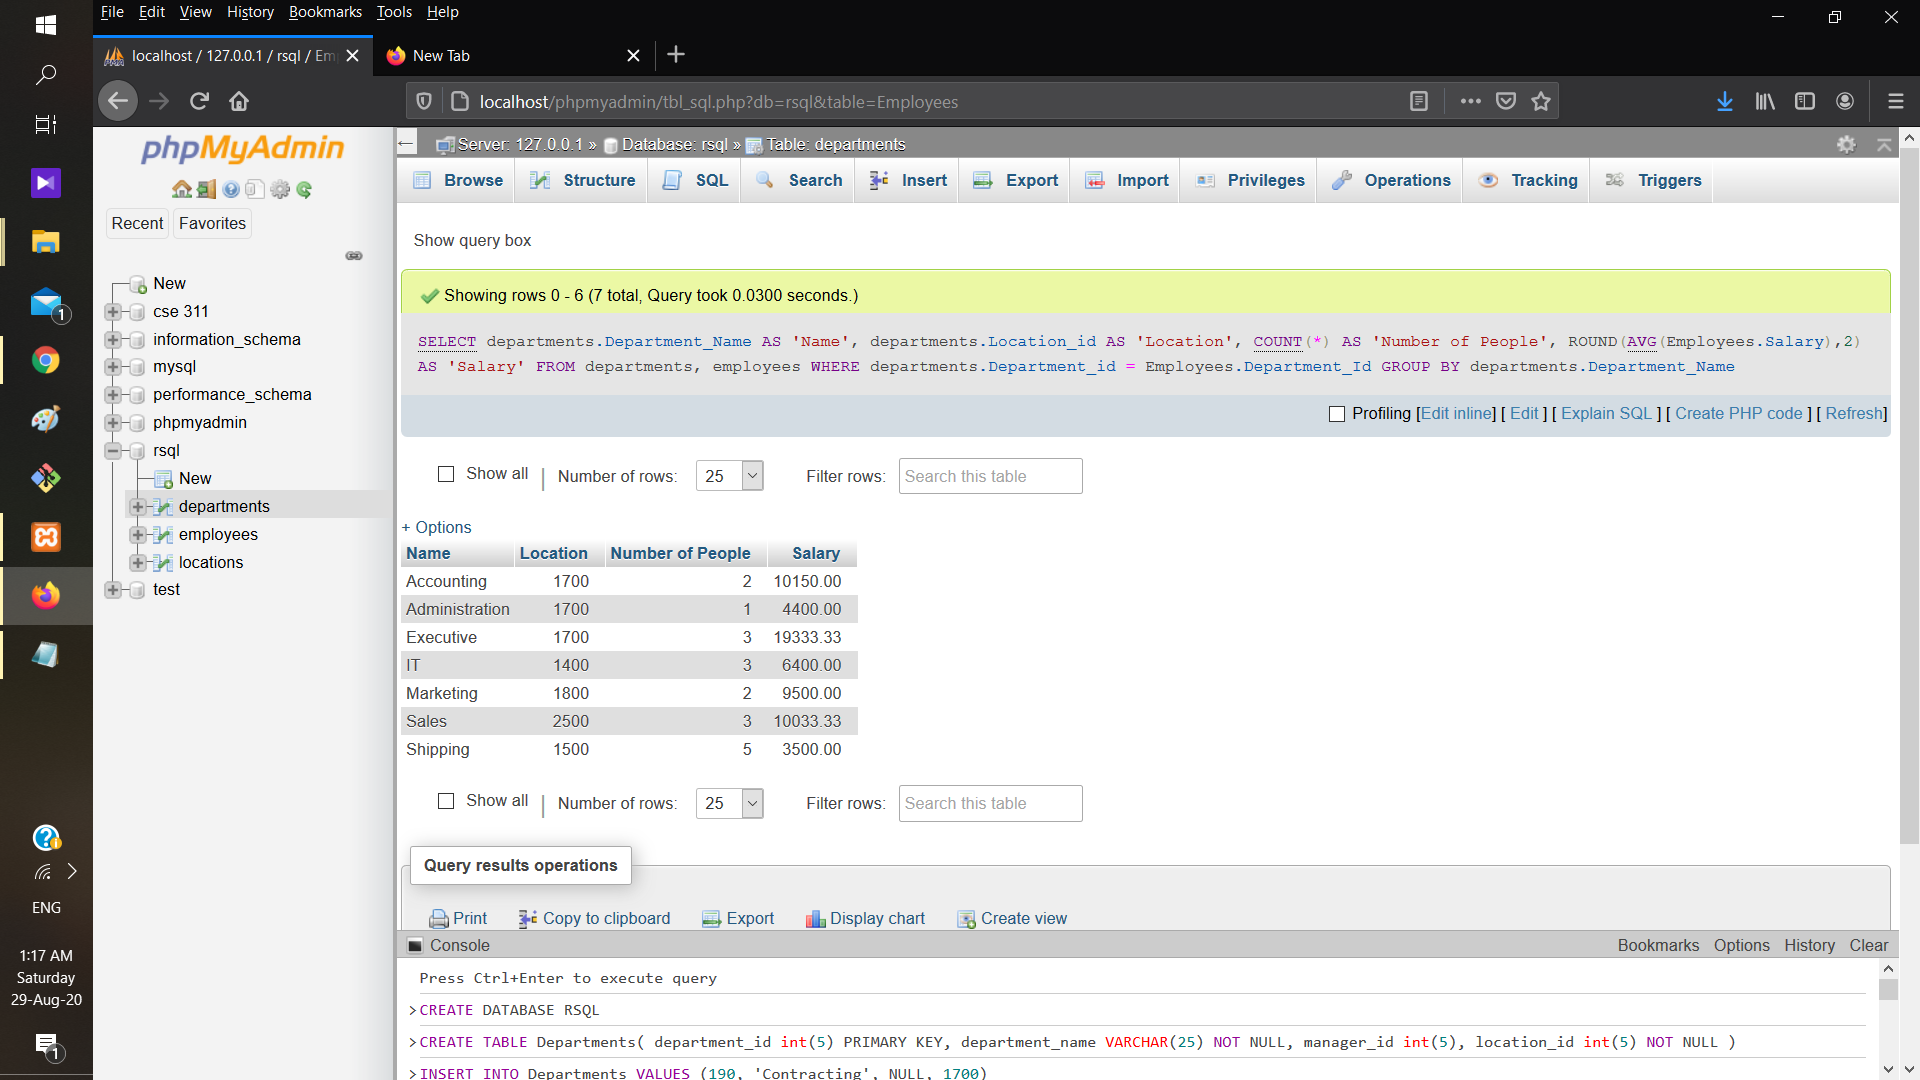 File Edit View History Bookmarks Tools Help
localhost / 127.0.0.1 / rsql / Em
New Tab
localhost/phpmyadmin/tbl_sql.php?db=rsql&table=Employees
phpMyAdmin
Recent Favorites
New
cse 311
information_schema
mysql
performance_schema
phpmyadmin
rsql
New
departments
employees
locations
test
Server: 127.0.0.1 » Database: rsql » Table: departments
Browse Structure SQL Search Insert Export Import Privileges Operations Tracking Triggers
Show query box
Showing rows 0 - 6 (7 total, Query took 0.0300 seconds.)
SELECT departments.Department_Name AS 'Name', departments.Location_id AS 'Location', COUNT(*) AS 'Number of People', ROUND(AVG(Employees.Salary),2)
AS 'Salary' FROM departments, employees WHERE departments.Department_id = Employees.Department_Id GROUP BY departments.Department_Name
Profiling [Edit inline] [ Edit ] [ Explain SQL ] [ Create PHP code ] [ Refresh]
Show all | Number of rows: 25 Filter rows: Search this table
+ Options
Name Location Number of People Salary
Accounting 1700 2 10150.00
Administration 1700 1 4400.00
Executive 1700 3 19333.33
IT 1400 3 6400.00
Marketing 1800 2 9500.00
Sales 2500 3 10033.33
Shipping 1500 5 3500.00
Show all | Number of rows: 25 Filter rows: Search this table
Query results operations
Print Copy to clipboard Export Display chart Create view
Console Bookmarks Options History Clear
Press Ctrl+Enter to execute query
>CREATE DATABASE RSQL
>CREATE TABLE Departments( department_id int(5) PRIMARY KEY, department_name VARCHAR(25) NOT NULL, manager_id int(5), location_id int(5) NOT NULL )
>INSERT INTO Departments VALUES (190, 'Contracting', NULL, 1700)
1
ENG
1:17 AM
Saturday
29-Aug-20
1